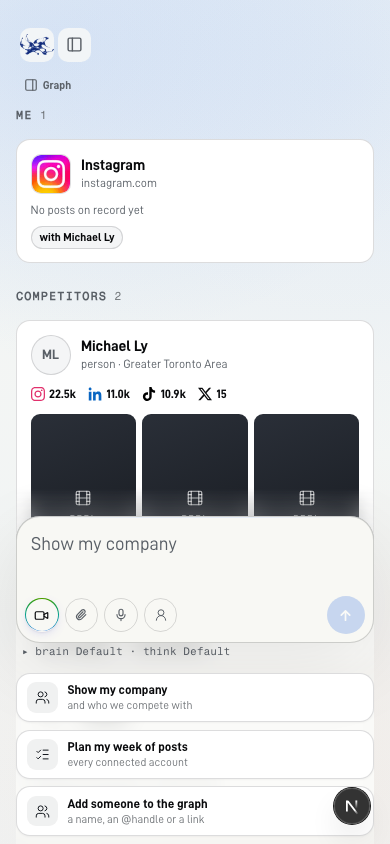 Graph
ME 1
Instagram
instagram.com
No posts on record yet
with Michael Ly
COMPETITORS 2
ML
Michael Ly
person · Greater Toronto Area
22.5k 11.0k 10.9k 15
Show my company
▸ brain Default · think Default
Show my company
and who we compete with
Plan my week of posts
every connected account
Add someone to the graph
a name, an @handle or a link
N